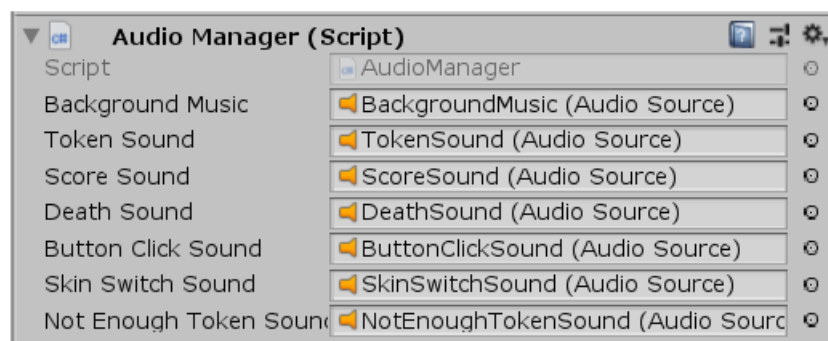 Audio Manager (Script)
Script AudioManager
Background Music BackgroundMusic (Audio Source)
Token Sound TokenSound (Audio Source)
Score Sound ScoreSound (Audio Source)
Death Sound DeathSound (Audio Source)
Button Click Sound ButtonClickSound (Audio Source)
Skin Switch Sound SkinSwitchSound (Audio Source)
Not Enough Token Soun NotEnoughTokenSound (Audio Sourc